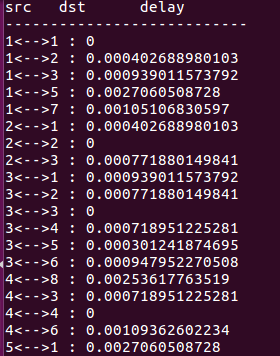 src dst delay
----------------------------
1<-->1 : 0
1<-->2 : 0.000402688980103
1<-->3 : 0.000939011573792
1<-->5 : 0.0027060508728
1<-->7 : 0.00105106830597
2<-->1 : 0.000402688980103
2<-->2 : 0
2<-->3 : 0.000771880149841
3<-->1 : 0.000939011573792
3<-->2 : 0.000771880149841
3<-->3 : 0
3<-->4 : 0.000718951225281
3<-->5 : 0.000301241874695
3<-->6 : 0.000947952270508
4<-->8 : 0.00253617763519
4<-->3 : 0.000718951225281
4<-->4 : 0
4<-->6 : 0.00109362602234
5<-->1 : 0.0027060508728